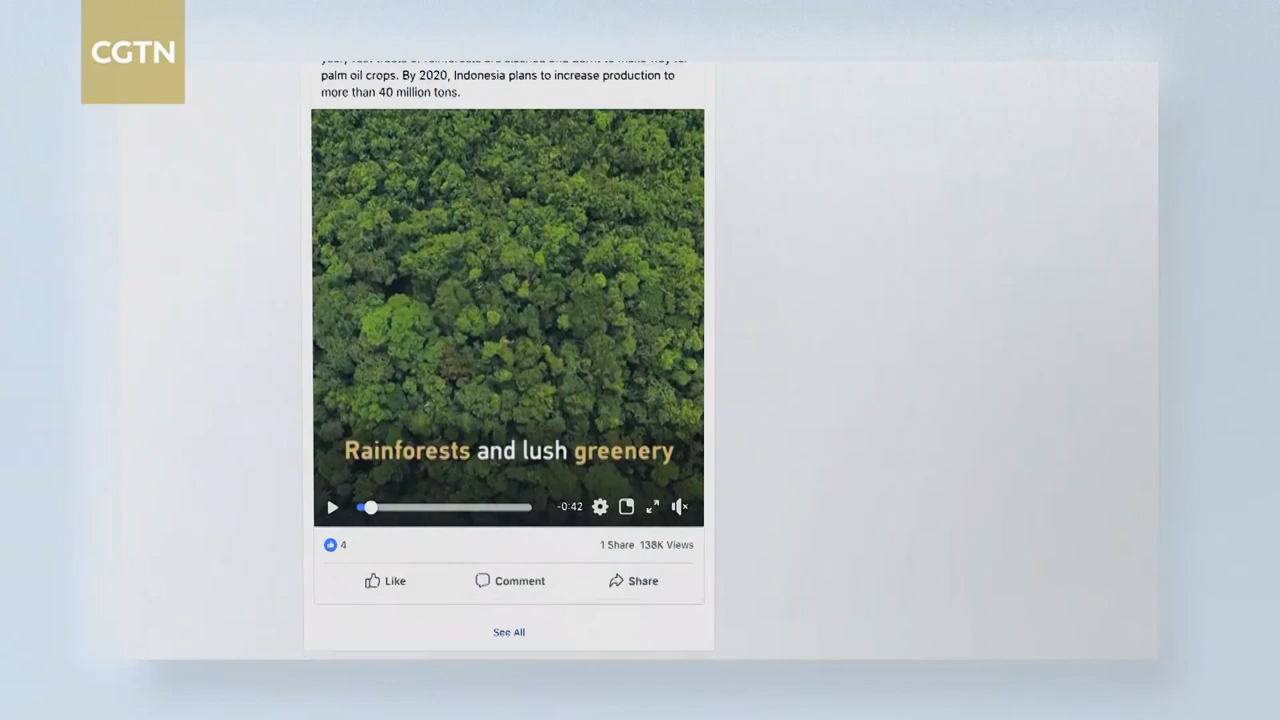 CGTN
palm oil crops. By 2020, Indonesia plans to increase production to
more than 40 million tons.
Rainforests and lush greenery
-0:42
4
1 Share 138K Views
Like Comment Share
See All